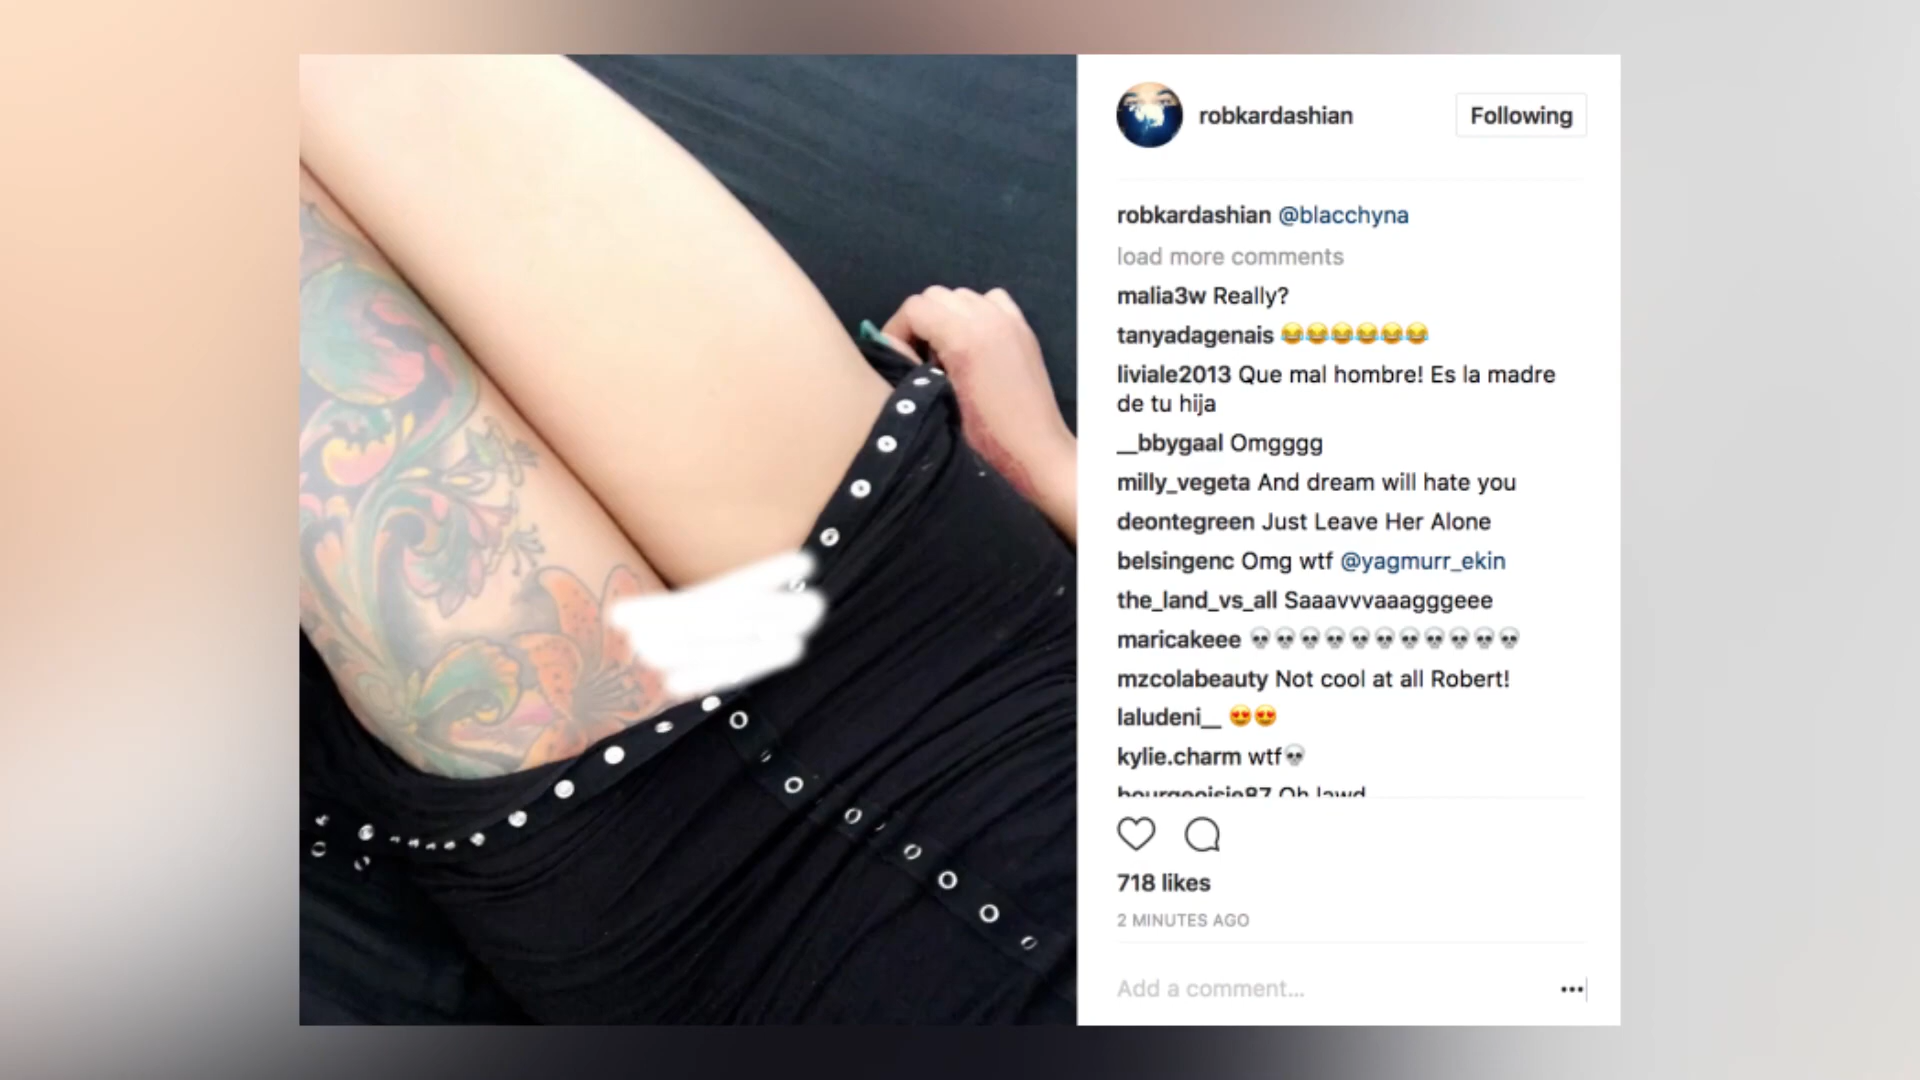 robkardashian
Following
robkardashian @blacchyna
load more comments
malia3w Really?
tanyadagenais 😂😂😂😂😂😂
liviale2013 Que mal hombre! Es la madre
de tu hija
__bbygaal Omgggg
milly_vegeta And dream will hate you
deontegreen Just Leave Her Alone
belsingenc Omg wtf @yagmurr_ekin
the_land_vs_all Saaavvvaaagggeee
maricakeee 💀💀💀💀💀💀💀💀💀💀💀
mzcolabeauty Not cool at all Robert!
laludeni__ 😍😍
kylie.charm wtf💀
bourgeoisie87 Oh lawd
718 likes
2 MINUTES AGO
Add a comment...